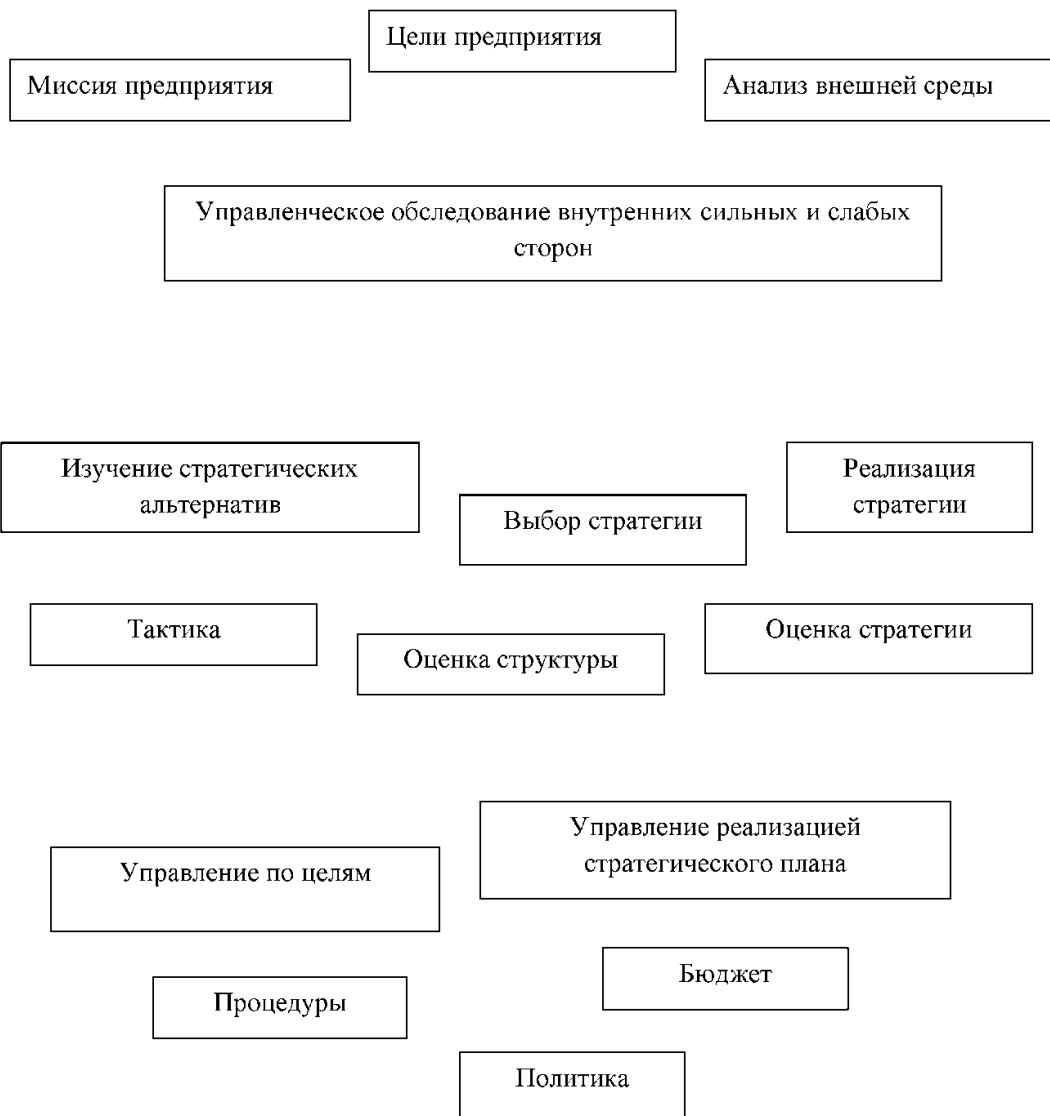 Цели предприятия
Миссия предприятия
Анализ внешней среды
Управленческое обследование внутренних сильных и слабых
сторон
Изучение стратегических
альтернатив
Выбор стратегии
Реализация
стратегии
Тактика
Оценка структуры
Оценка стратегии
Управление по целям
Управление реализацией
стратегического плана
Процедуры
Бюджет
Политика